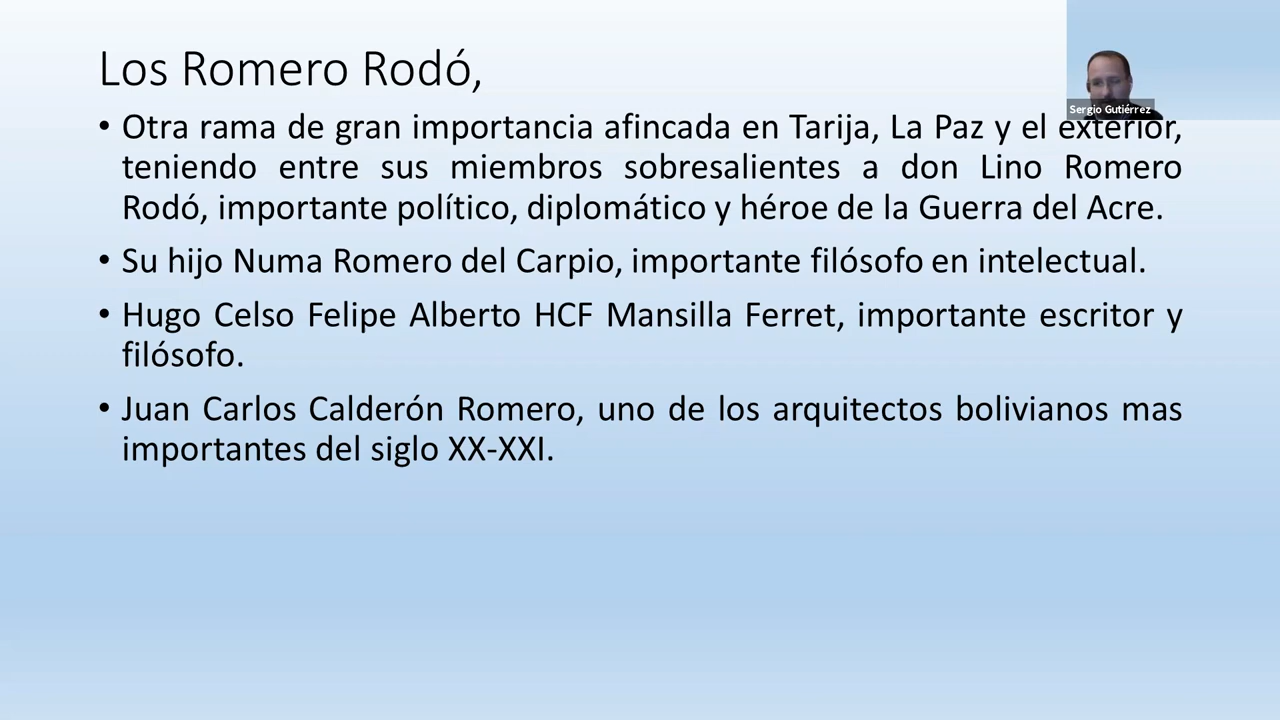 Los Romero Rodó,
Sergio Gutiérrez
• Otra rama de gran importancia afincada en Tarija, La Paz y el exterior,
teniendo entre sus miembros sobresalientes a don Lino Romero
Rodó, importante político, diplomático y héroe de la Guerra del Acre.
• Su hijo Numa Romero del Carpio, importante filósofo en intelectual.
• Hugo Celso Felipe Alberto HCF Mansilla Ferret, importante escritor y
filósofo.
• Juan Carlos Calderón Romero, uno de los arquitectos bolivianos mas
importantes del siglo XX-XXI.